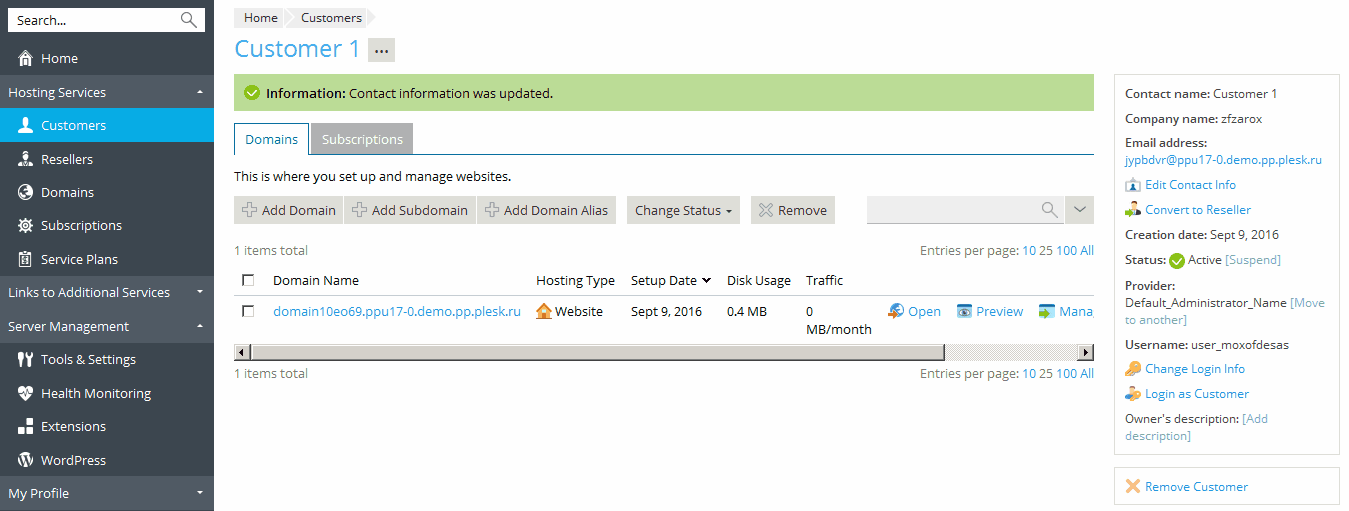 Search...
Home
Hosting Services
Customers
Resellers
Domains
Subscriptions
Service Plans
Links to Additional Services
Server Management
Tools & Settings
Health Monitoring
Extensions
WordPress
My Profile
Home Customers
Customer 1 ...
Information: Contact information was updated.
Domains Subscriptions
This is where you set up and manage websites.
Add Domain Add Subdomain Add Domain Alias Change Status Remove
1 items total Entries per page: 10 25 100 All
Domain Name Hosting Type Setup Date Disk Usage Traffic
domain10eo69.ppu17-0.demo.pp.plesk.ru Website Sept 9, 2016 0.4 MB 0 Open Preview Mana
MB/month
1 items total Entries per page: 10 25 100 All
Contact name: Customer 1
Company name: zfzarox
Email address:
jypbdvr@ppu17-0.demo.pp.plesk.ru
Edit Contact Info
Convert to Reseller
Creation date: Sept 9, 2016
Status: Active [Suspend]
Provider:
Default_Administrator_Name [Move
to another]
Username: user_moxofdesas
Change Login Info
Login as Customer
Owner's description: [Add
description]
Remove Customer